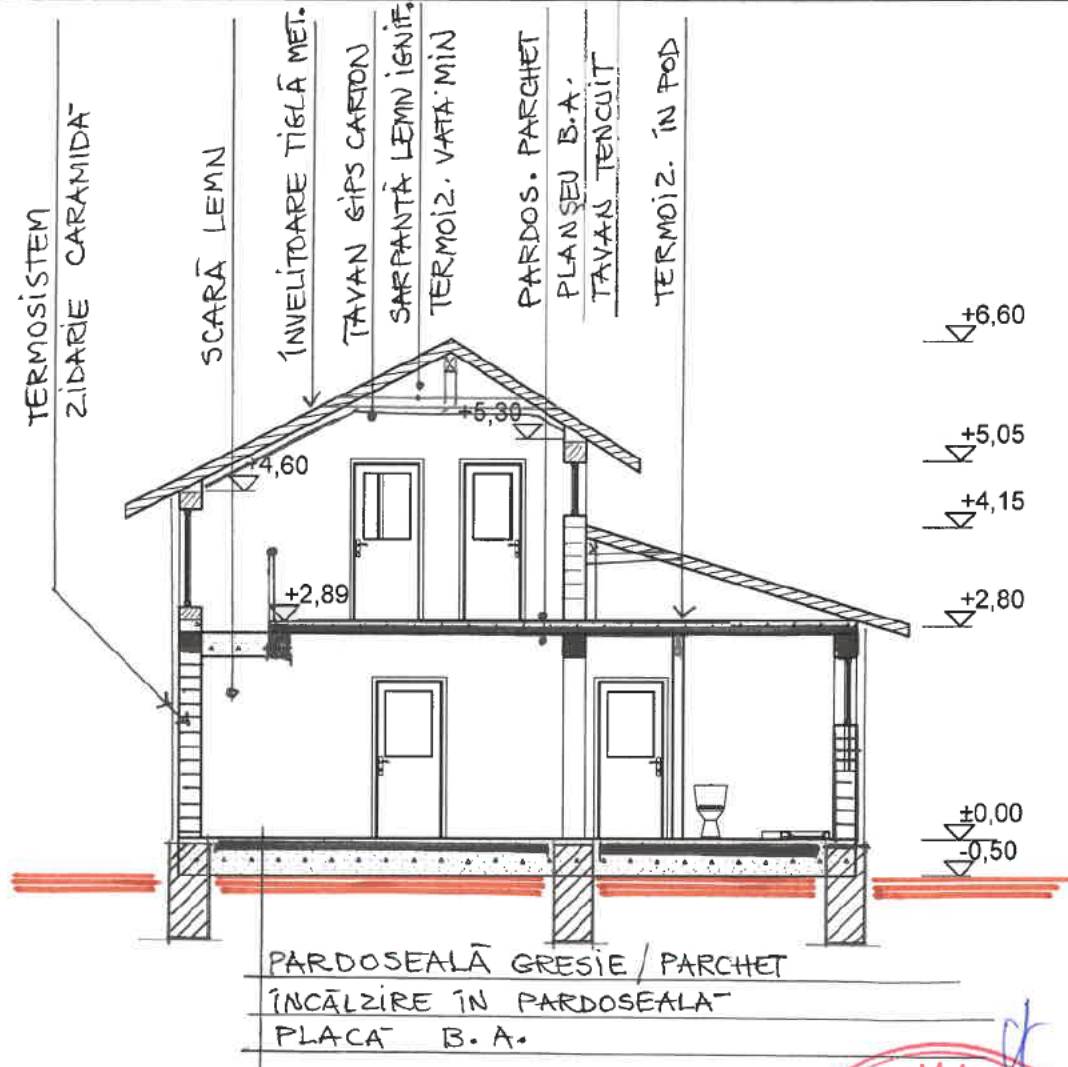 TERMOSISTEM
ZIDARIE CARAMIDĂ
SCARĂ LEMN
ÎNVELITOARE TIGLĂ MET.
TAVAN GIPS CARTON
SARPANTĂ LEMN IGNIF.
TERMOIZ. VATĂ MIN
PARDOS. PARCHET
PLANȘEU B.A.
TAVAN TENCUIT
TERMOIZ. ÎN POD
+6,60
+5,30
+5,05
+4,60
+4,15
+2,89
+2,80
±0,00
-0,50
PARDOSEALĂ GRESIE / PARCHET
ÎNCĂLZIRE ÎN PARDOSEALĂ
PLACĂ B.A.